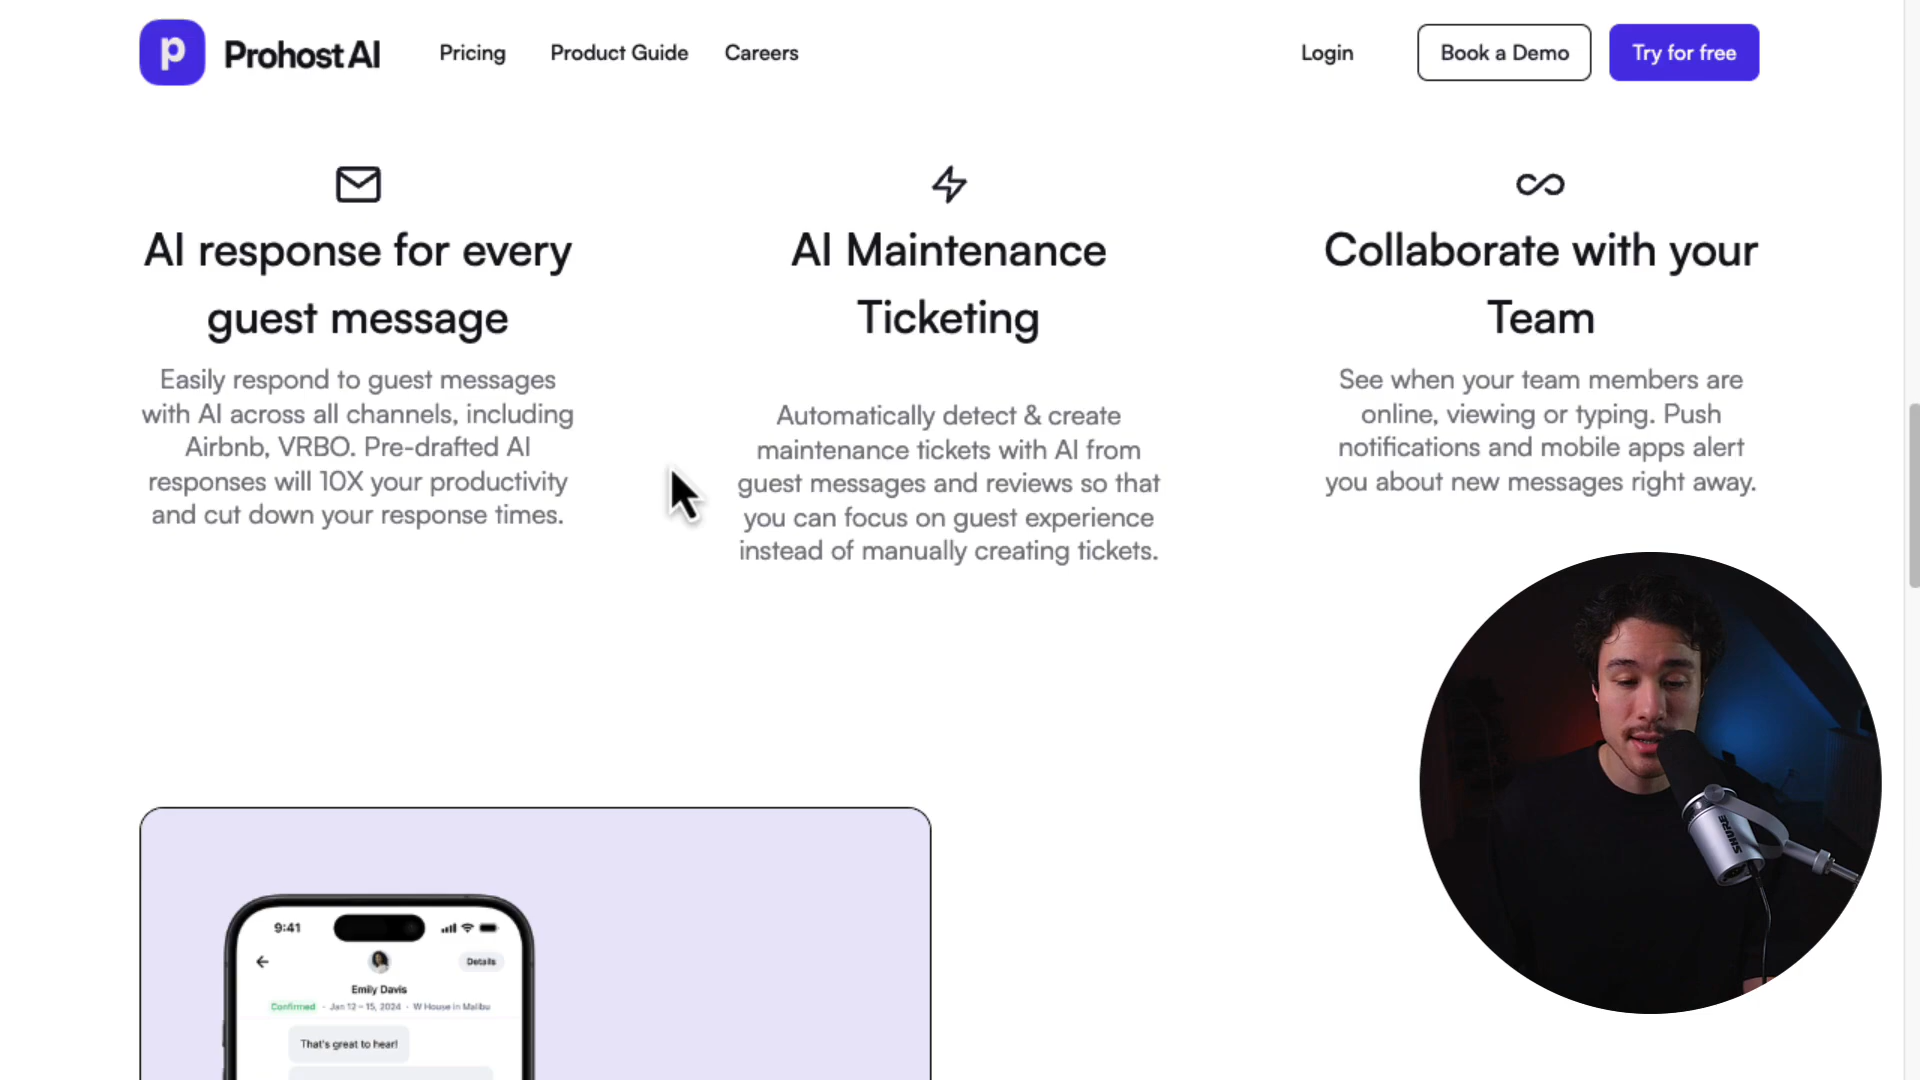 p Prohost AI Pricing Product Guide Careers Login Book a Demo Try for free
AI response for every
guest message
Easily respond to guest messages
with AI across all channels, including
Airbnb, VRBO. Pre-drafted AI
responses will 10X your productivity
and cut down your response times.
AI Maintenance
Ticketing
Automatically detect & create
maintenance tickets with AI from
guest messages and reviews so that
you can focus on guest experience
instead of manually creating tickets.
Collaborate with your
Team
See when your team members are
online, viewing or typing. Push
notifications and mobile apps alert
you about new messages right away.
9:41
Details
Emily Davis
Confirmed · Jan 12 – 15, 2024 · W House in Malibu
That's great to hear!
SHURE